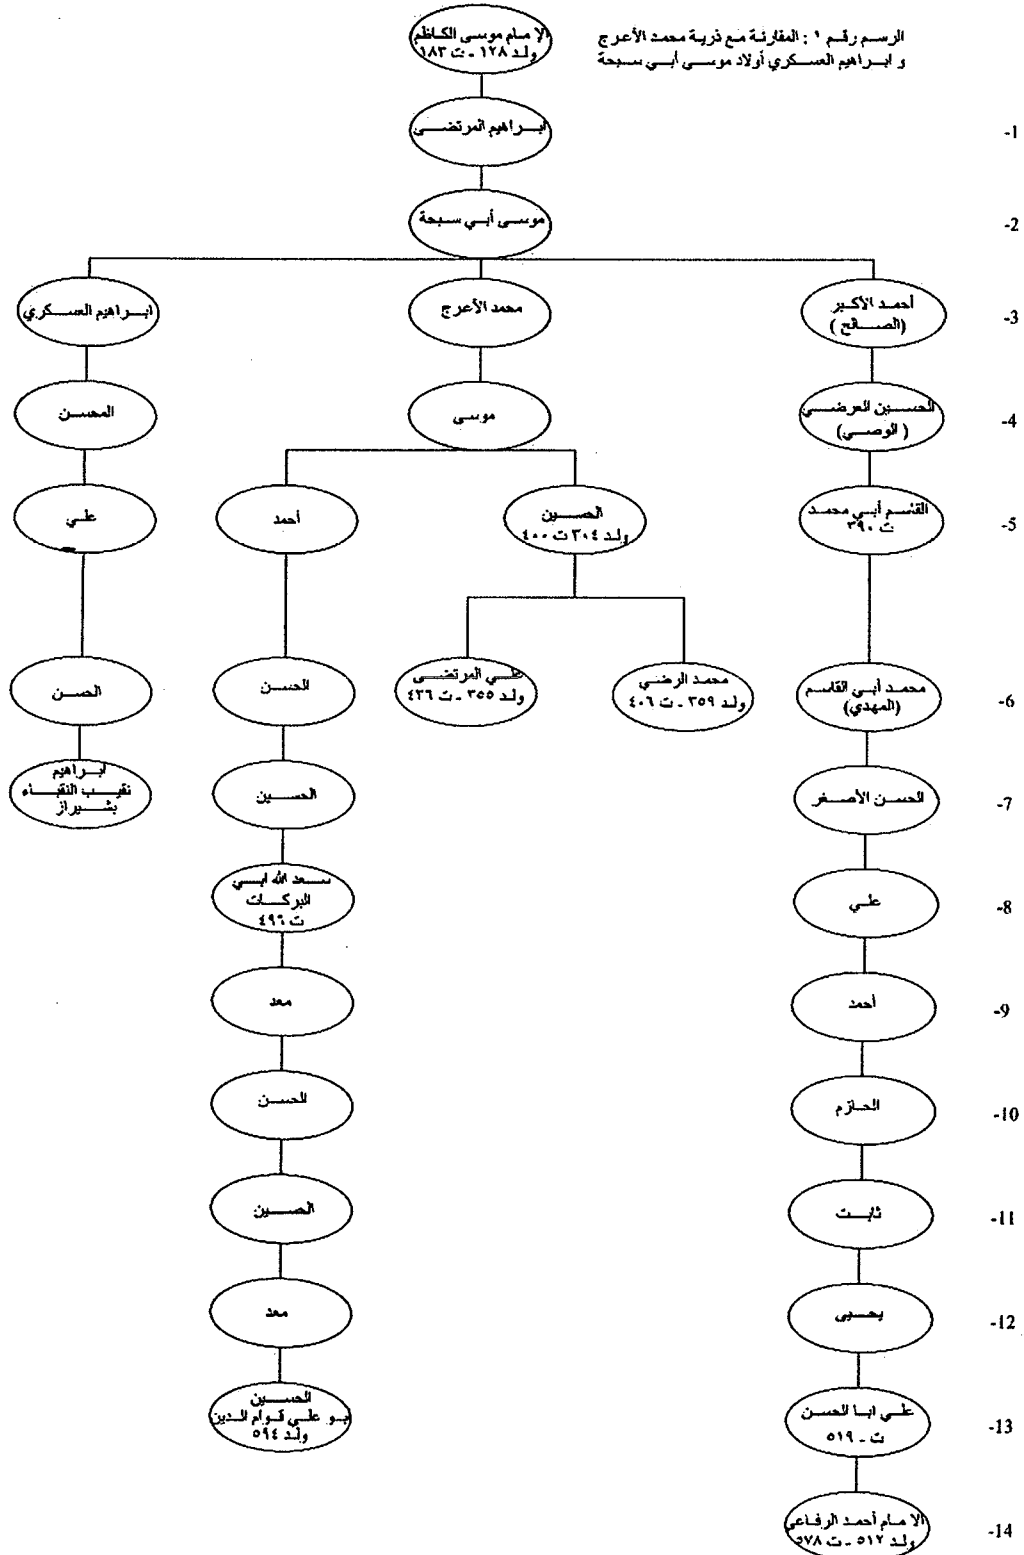 الرسم رقم ١ : المقارنة مع ذرية محمد الأعرج
و ابراهيم العسكري أولاد موسى أبي سبحة
الإمام موسى الكاظم
ولد ١٢٨ - ت ١٨٣
ابراهيم المرتضى
-1
موسى أبي سبحة
-2
أحمد الأكبر
(الصالح)
محمد الأعرج
ابراهيم العسكري
-3
الحسين العرضي
(الوصي)
موسى
المحسن
-4
القاسم أبي محمد
ت ٣٩٠
الحسين
ولد ٣٠٤ ت ٤٠٠
أحمد
علي
-5
محمد أبي القاسم
(المهدي)
محمد الرضي
ولد ٣٥٩ - ت ٤٠٦
علي المرتضى
ولد ٣٥٥ - ت ٤٣٦
الحسن
الحسن
-6
الحسن الأصغر
الحسين
ابراهيم
نقيب النقباء
بشيراز
-7
علي
سعد الله ابي
البركات
ت ٤٩٦
-8
أحمد
معد
-9
الحازم
الحسن
-10
ثابت
الحسين
-11
يحيى
معد
-12
علي ابا الحسن
ت - ٥١٩
الحسين
بو علي قوام الدين
ولد ٥٩٤
-13
الامام أحمد الرفاعي
ولد ٥١٢ - ت ٥٧٨
-14